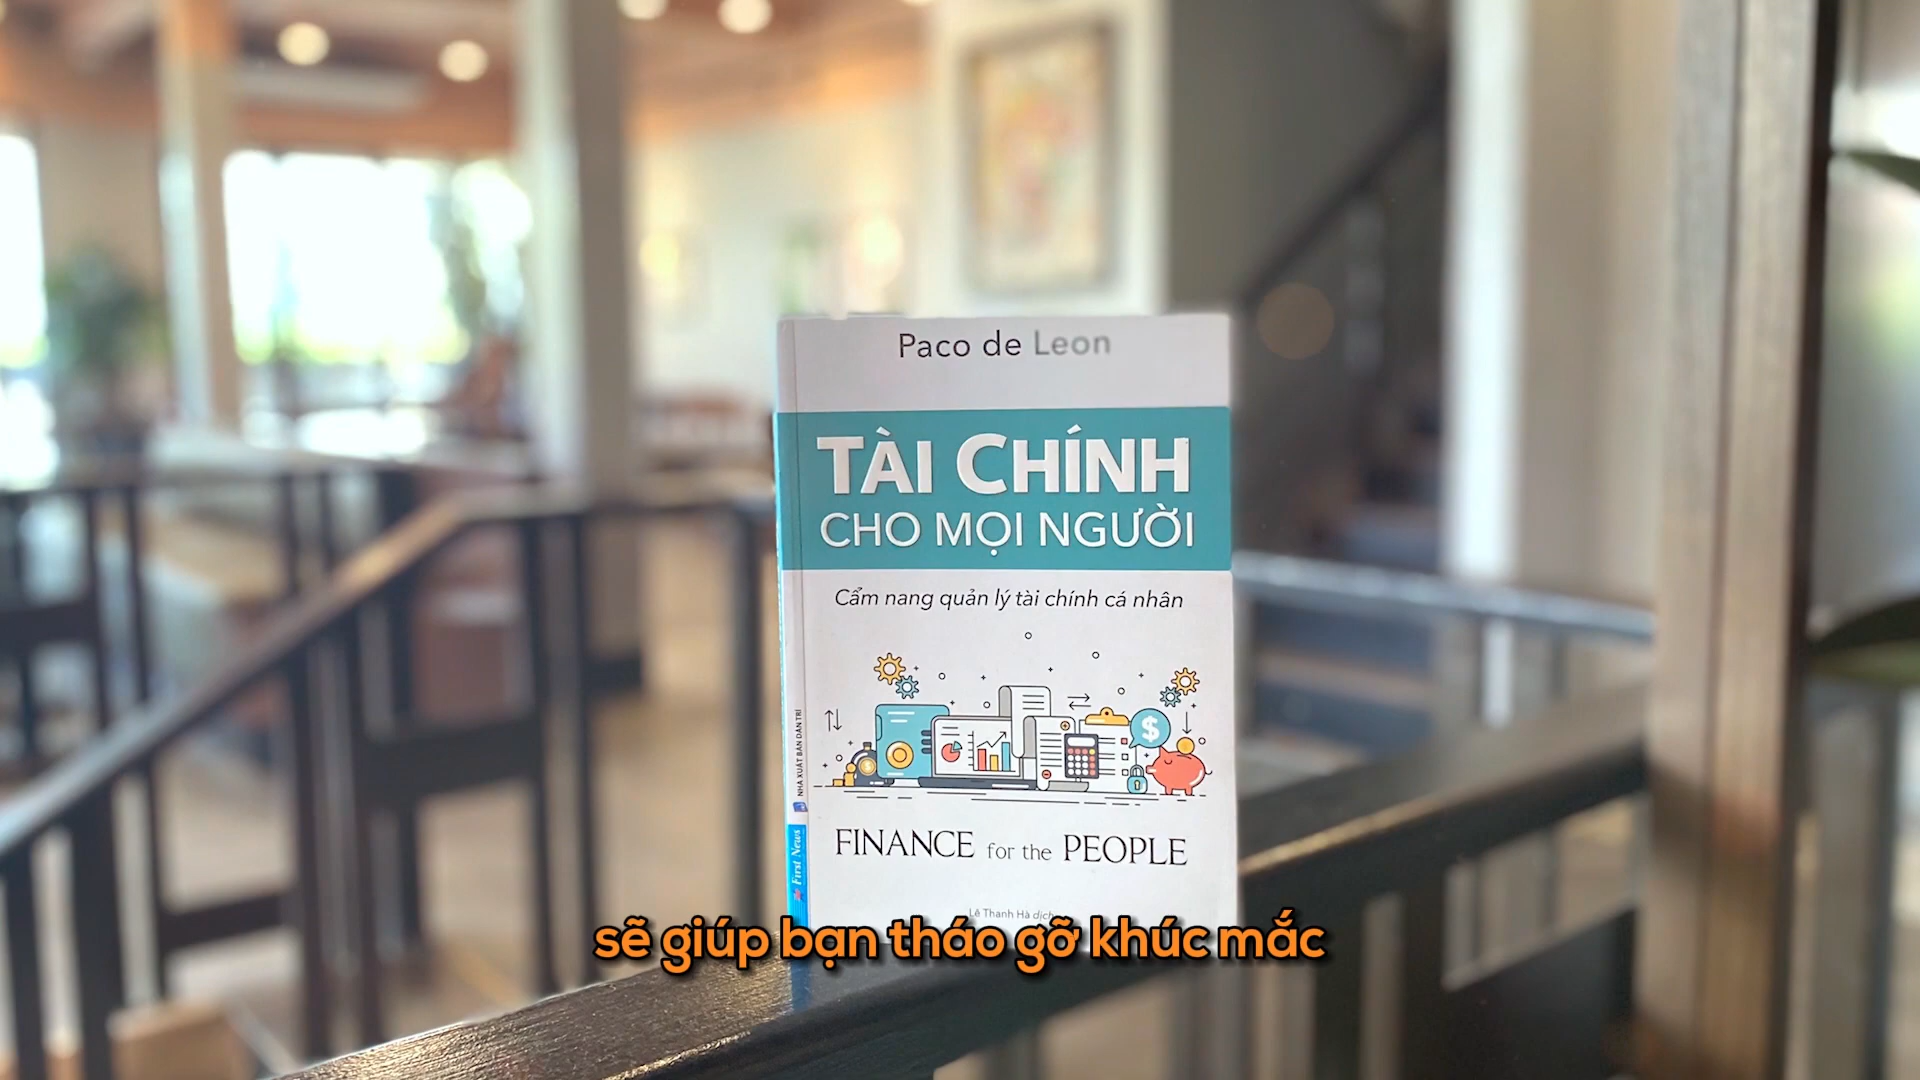 Paco de Leon
TÀI CHÍNH
CHO MỌI NGƯỜI
Cẩm nang quản lý tài chính cá nhân
$
FINANCE for the PEOPLE
Lê Thanh Hà dịch
NHÀ XUẤT BẢN DÂN TRÍ
First News
sẽ giúp bạn tháo gỡ khúc mắc